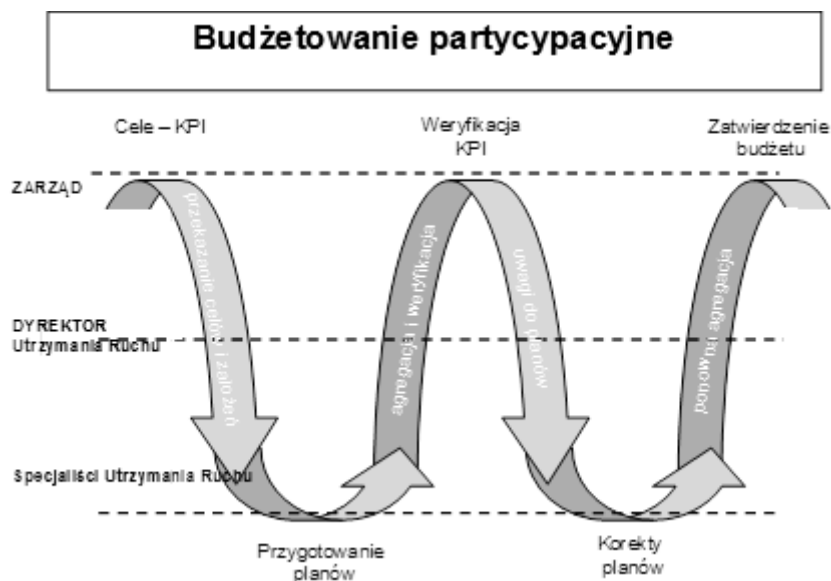 Budżetowanie partycypacyjne
Cele – KPI
Weryfikacja
KPI
Zatwierdzenie
budżetu
ZARZĄD
przekazanie celów i założeń
agregacja i weryfikacja
uwagi do planów
ponowna agregacja
DYREKTOR
Utrzymania Ruchu
Specjaliści Utrzymania Ruchu
Przygotowanie
planów
Korekty
planów